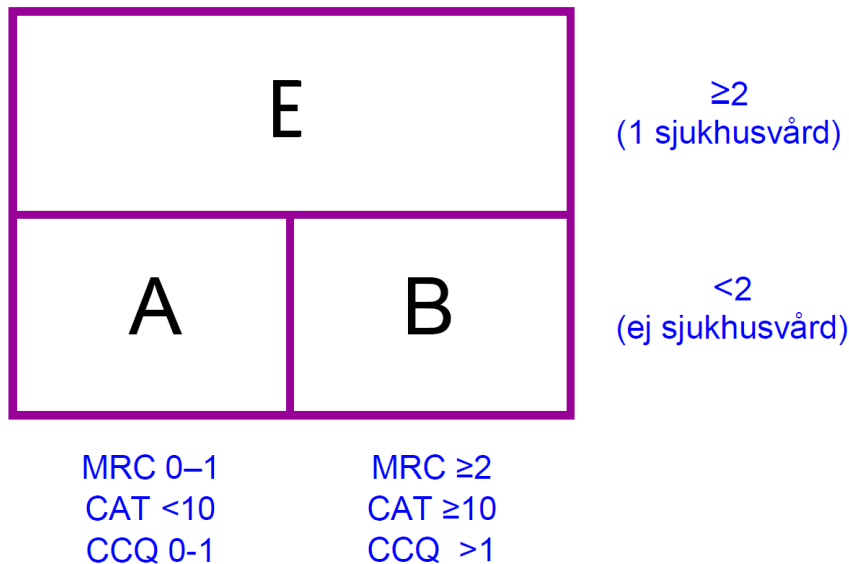 E
≥2
(1 sjukhusvård)
A
B
<2
(ej sjukhusvård)
MRC 0–1
CAT <10
CCQ 0-1
MRC ≥2
CAT ≥10
CCQ >1